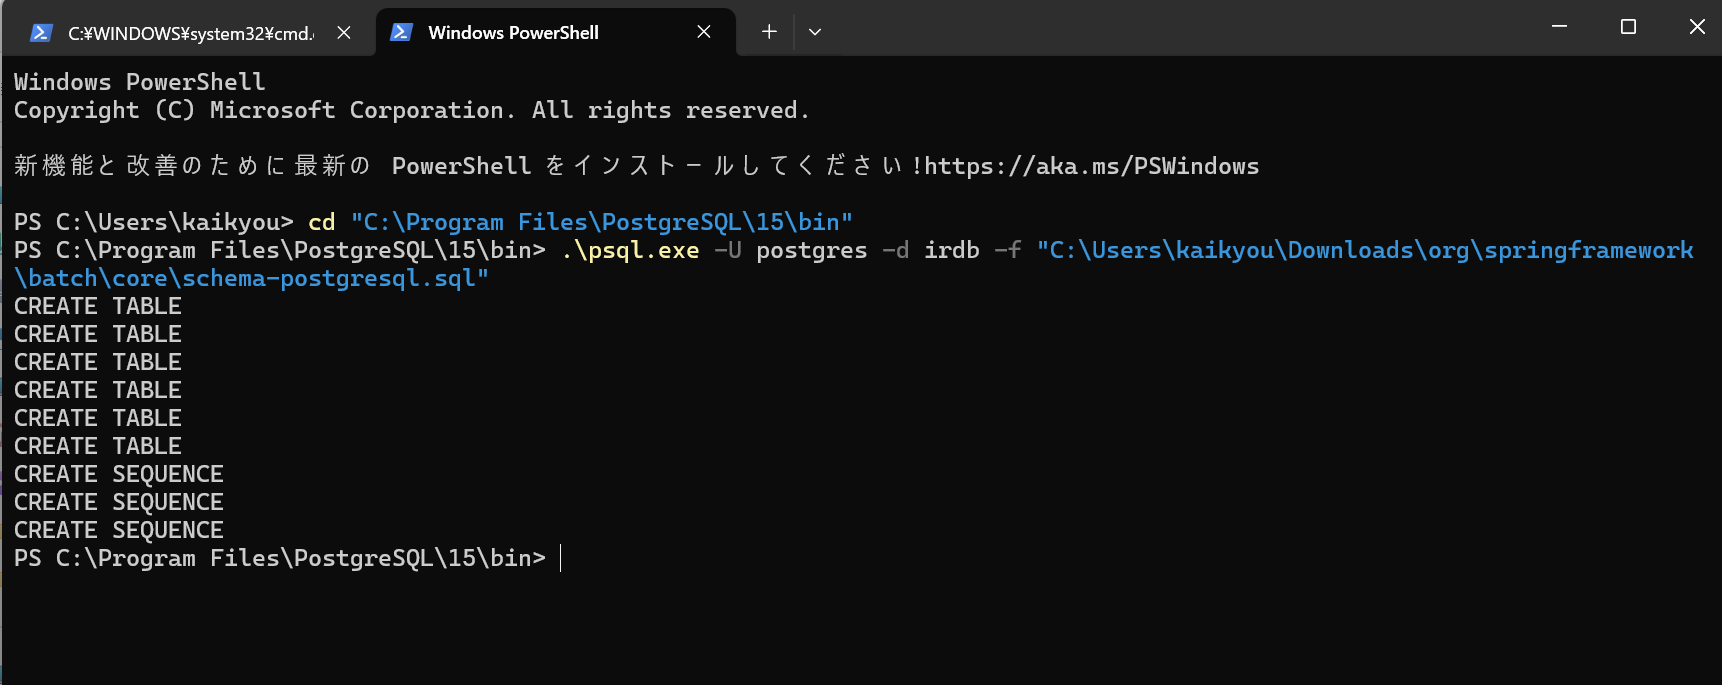 C:¥WINDOWS¥system32¥cmd.
Windows PowerShell
Windows PowerShell
Copyright (C) Microsoft Corporation. All rights reserved.
新機能と改善のために最新の PowerShell をインストールしてください!https://aka.ms/PSWindows
PS C:\Users\kaikyou> cd "C:\Program Files\PostgreSQL\15\bin"
PS C:\Program Files\PostgreSQL\15\bin> .\psql.exe -U postgres -d irdb -f "C:\Users\kaikyou\Downloads\org\springframework
\batch\core\schema-postgresql.sql"
CREATE TABLE
CREATE TABLE
CREATE TABLE
CREATE TABLE
CREATE TABLE
CREATE TABLE
CREATE SEQUENCE
CREATE SEQUENCE
CREATE SEQUENCE
PS C:\Program Files\PostgreSQL\15\bin>